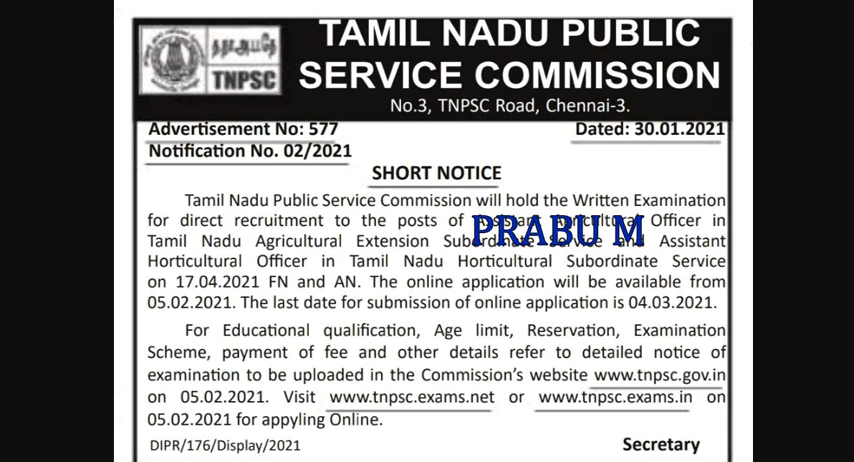 தநாஅபதே
TNPSC
TAMIL NADU PUBLIC
SERVICE COMMISSION
No.3, TNPSC Road, Chennai-3.
Advertisement No: 577
Dated: 30.01.2021
Notification No. 02/2021
SHORT NOTICE
Tamil Nadu Public Service Commission will hold the Written Examination
for direct recruitment to the posts of Assistant Agricultural Officer in
PRABU M
Tamil Nadu Agricultural Extension Subordinate Service and Assistant
Horticultural Officer in Tamil Nadu Horticultural Subordinate Service
on 17.04.2021 FN and AN. The online application will be available from
05.02.2021. The last date for submission of online application is 04.03.2021.
For Educational qualification, Age limit, Reservation, Examination
Scheme, payment of fee and other details refer to detailed notice of
examination to be uploaded in the Commission's website www.tnpsc.gov.in
on 05.02.2021. Visit www.tnpsc.exams.net or www.tnpsc.exams.in on
05.02.2021 for appyling Online.
DIPR/176/Display/2021
Secretary